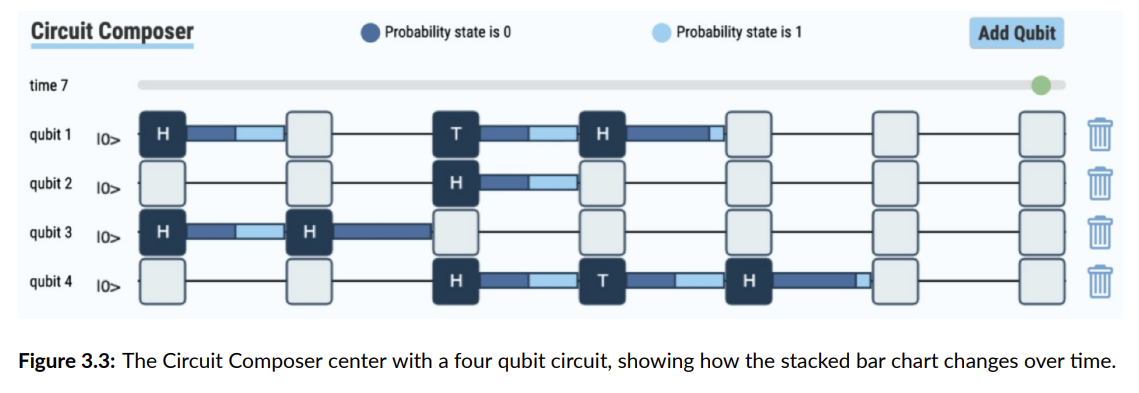 Circuit Composer Probability state is 0 Probability state is 1 Add Qubit
time 7
qubit 1 |0> H T H
qubit 2 |0> H
qubit 3 |0> H H
qubit 4 |0> H T H
Figure 3.3: The Circuit Composer center with a four qubit circuit, showing how the stacked bar chart changes over time.